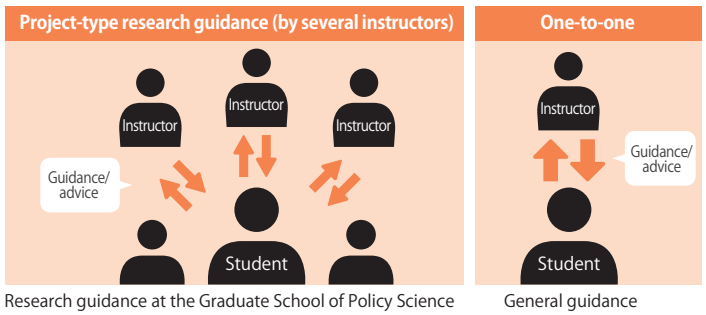 Project-type research guidance (by several instructors)
Instructor
Instructor
Instructor
Guidance/
advice
Student
Research guidance at the Graduate School of Policy Science
One-to-one
Instructor
Guidance/
advice
Student
General guidance